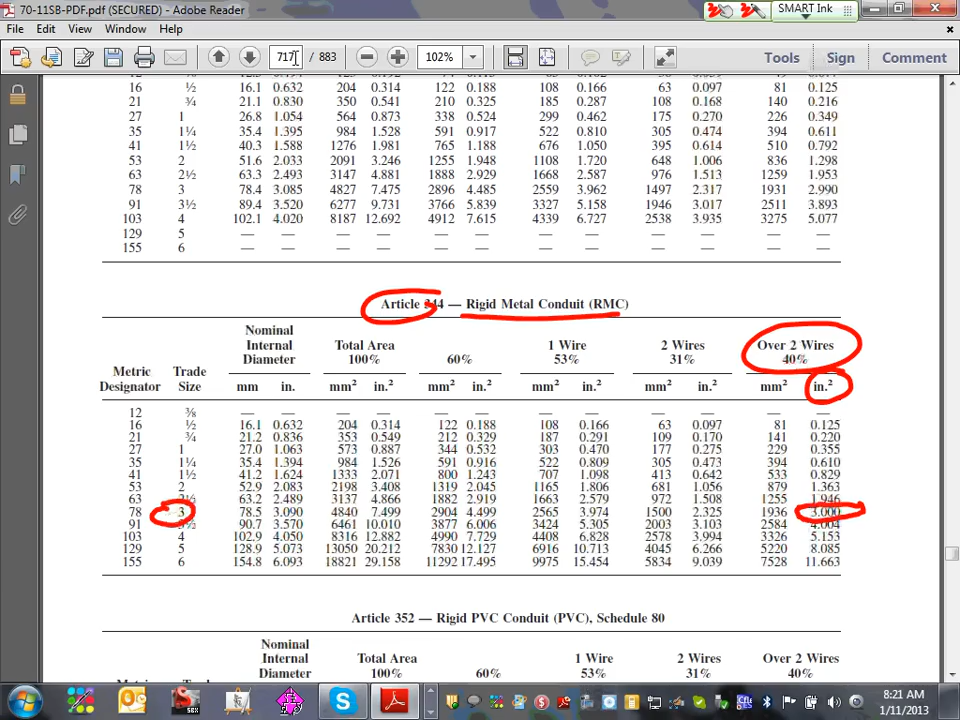 70-11SB-PDF.pdf (SECURED) - Adobe Reader
SMART Ink
File Edit View Window Help
717 / 883 102% Tools Sign Comment
16 ½ 16.1 0.632 204 0.314 122 0.188 108 0.166 63 0.097 81 0.125
21 ¾ 21.1 0.830 350 0.541 210 0.325 185 0.287 108 0.168 140 0.216
27 1 26.8 1.054 564 0.873 338 0.524 299 0.462 175 0.270 226 0.349
35 1¼ 35.4 1.395 984 1.528 591 0.917 522 0.810 305 0.474 394 0.611
41 1½ 40.3 1.588 1276 1.981 765 1.188 676 1.050 395 0.614 510 0.792
53 2 51.6 2.033 2091 3.246 1255 1.948 1108 1.720 648 1.006 836 1.298
63 2½ 63.3 2.493 3147 4.881 1888 2.929 1668 2.587 976 1.513 1259 1.953
78 3 78.4 3.085 4827 7.475 2896 4.485 2559 3.962 1497 2.317 1931 2.990
91 3½ 89.4 3.520 6277 9.731 3766 5.839 3327 5.158 1946 3.017 2511 3.893
103 4 102.1 4.020 8187 12.692 4912 7.615 4339 6.727 2538 3.935 3275 5.077
129 5 — — — — — — — — — — — —
155 6 — — — — — — — — — — — —
Article 344 — Rigid Metal Conduit (RMC)
Nominal
Internal Total Area 1 Wire 2 Wires Over 2 Wires
Diameter 100% 60% 53% 31% 40%
Metric Trade
Designator Size mm in. mm² in.² mm² in.² mm² in.² mm² in.² mm² in.²
12 ⅜ — — — — — — — — — — — —
16 ½ 16.1 0.632 204 0.314 122 0.188 108 0.166 63 0.097 81 0.125
21 ¾ 21.2 0.836 353 0.549 212 0.329 187 0.291 109 0.170 141 0.220
27 1 27.0 1.063 573 0.887 344 0.532 303 0.470 177 0.275 229 0.355
35 1¼ 35.4 1.394 984 1.526 591 0.916 522 0.809 305 0.473 394 0.610
41 1½ 41.2 1.624 1333 2.071 800 1.243 707 1.098 413 0.642 533 0.829
53 2 52.9 2.083 2198 3.408 1319 2.045 1165 1.806 681 1.056 879 1.363
63 2½ 63.2 2.489 3137 4.866 1882 2.919 1663 2.579 972 1.508 1255 1.946
78 3 78.5 3.090 4840 7.499 2904 4.499 2565 3.974 1500 2.325 1936 3.000
91 3½ 90.7 3.570 6461 10.010 3877 6.006 3424 5.305 2003 3.103 2584 4.004
103 4 102.9 4.050 8316 12.882 4990 7.729 4408 6.828 2578 3.994 3326 5.153
129 5 128.9 5.073 13050 20.212 7830 12.127 6916 10.713 4045 6.266 5220 8.085
155 6 154.8 6.093 18821 29.158 11292 17.495 9975 15.454 5834 9.039 7528 11.663
Article 352 — Rigid PVC Conduit (PVC), Schedule 80
Nominal
Internal Total Area 1 Wire 2 Wires Over 2 Wires
Diameter 100% 60% 53% 31% 40%
8:21 AM
1/11/2013